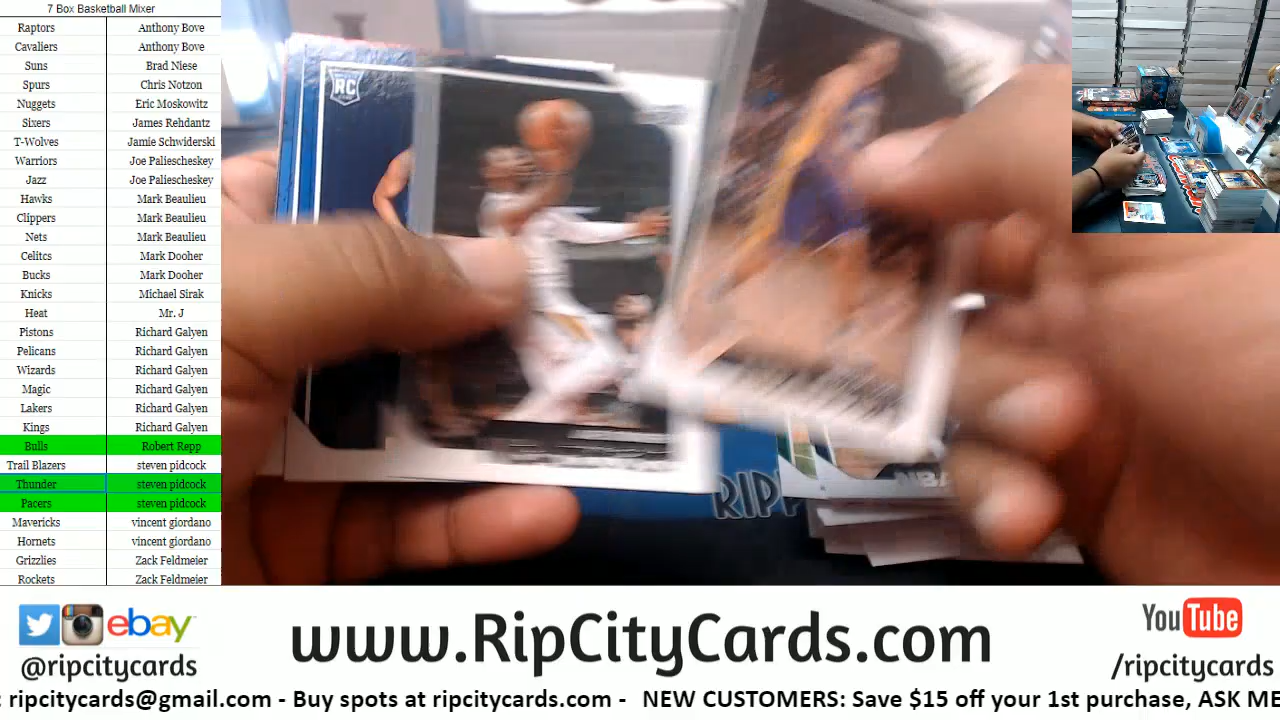 7 Box Basketball Mixer
Raptors Anthony Bove
Cavaliers Anthony Bove
Suns Brad Niese
Spurs Chris Notzon
Nuggets Eric Moskowitz
Sixers James Rehdantz
T-Wolves Jamie Schwiderski
Warriors Joe Paliescheskey
Jazz Joe Paliescheskey
Hawks Mark Beaulieu
Clippers Mark Beaulieu
Nets Mark Beaulieu
Celitcs Mark Dooher
Bucks Mark Dooher
Knicks Michael Sirak
Heat Mr. J
Pistons Richard Galyen
Pelicans Richard Galyen
Wizards Richard Galyen
Magic Richard Galyen
Lakers Richard Galyen
Kings Richard Galyen
Bulls Robert Repp
Trail Blazers steven pidcock
Thunder steven pidcock
Pacers steven pidcock
Mavericks vincent giordano
Hornets vincent giordano
Grizzlies Zack Feldmeier
Rockets Zack Feldmeier
RC
RIPP
NBA
ebay
@ripcitycards
www.RipCityCards.com
YouTube
/ripcitycards
: ripcitycards@gmail.com - Buy spots at ripcitycards.com - NEW CUSTOMERS: Save $15 off your 1st purchase, ASK ME